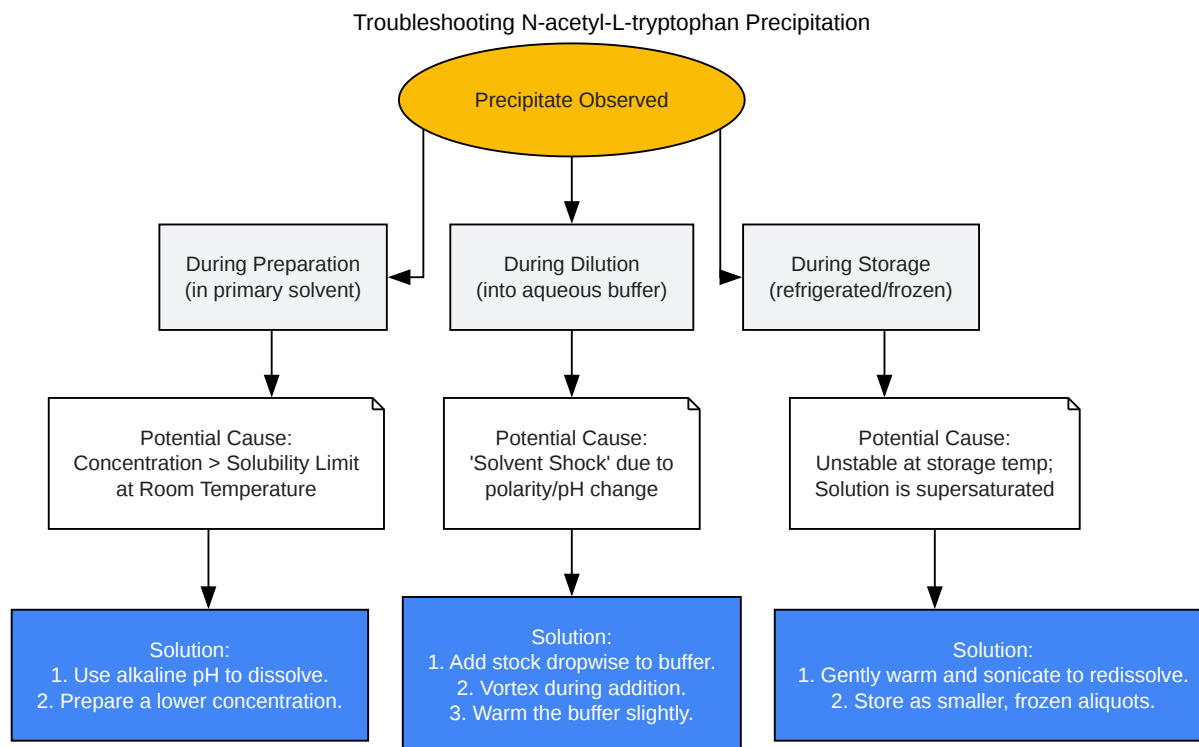 Troubleshooting N-acetyl-L-tryptophan Precipitation
Precipitate Observed
During Preparation
(in primary solvent)
During Dilution
(into aqueous buffer)
During Storage
(refrigerated/frozen)
Potential Cause:
Concentration > Solubility Limit
at Room Temperature
Potential Cause:
'Solvent Shock' due to
polarity/pH change
Potential Cause:
Unstable at storage temp;
Solution is supersaturated
Solution:
1. Use alkaline pH to dissolve.
2. Prepare a lower concentration.
Solution:
1. Add stock dropwise to buffer.
2. Vortex during addition.
3. Warm the buffer slightly.
Solution:
1. Gently warm and sonicate to redissolve.
2. Store as smaller, frozen aliquots.